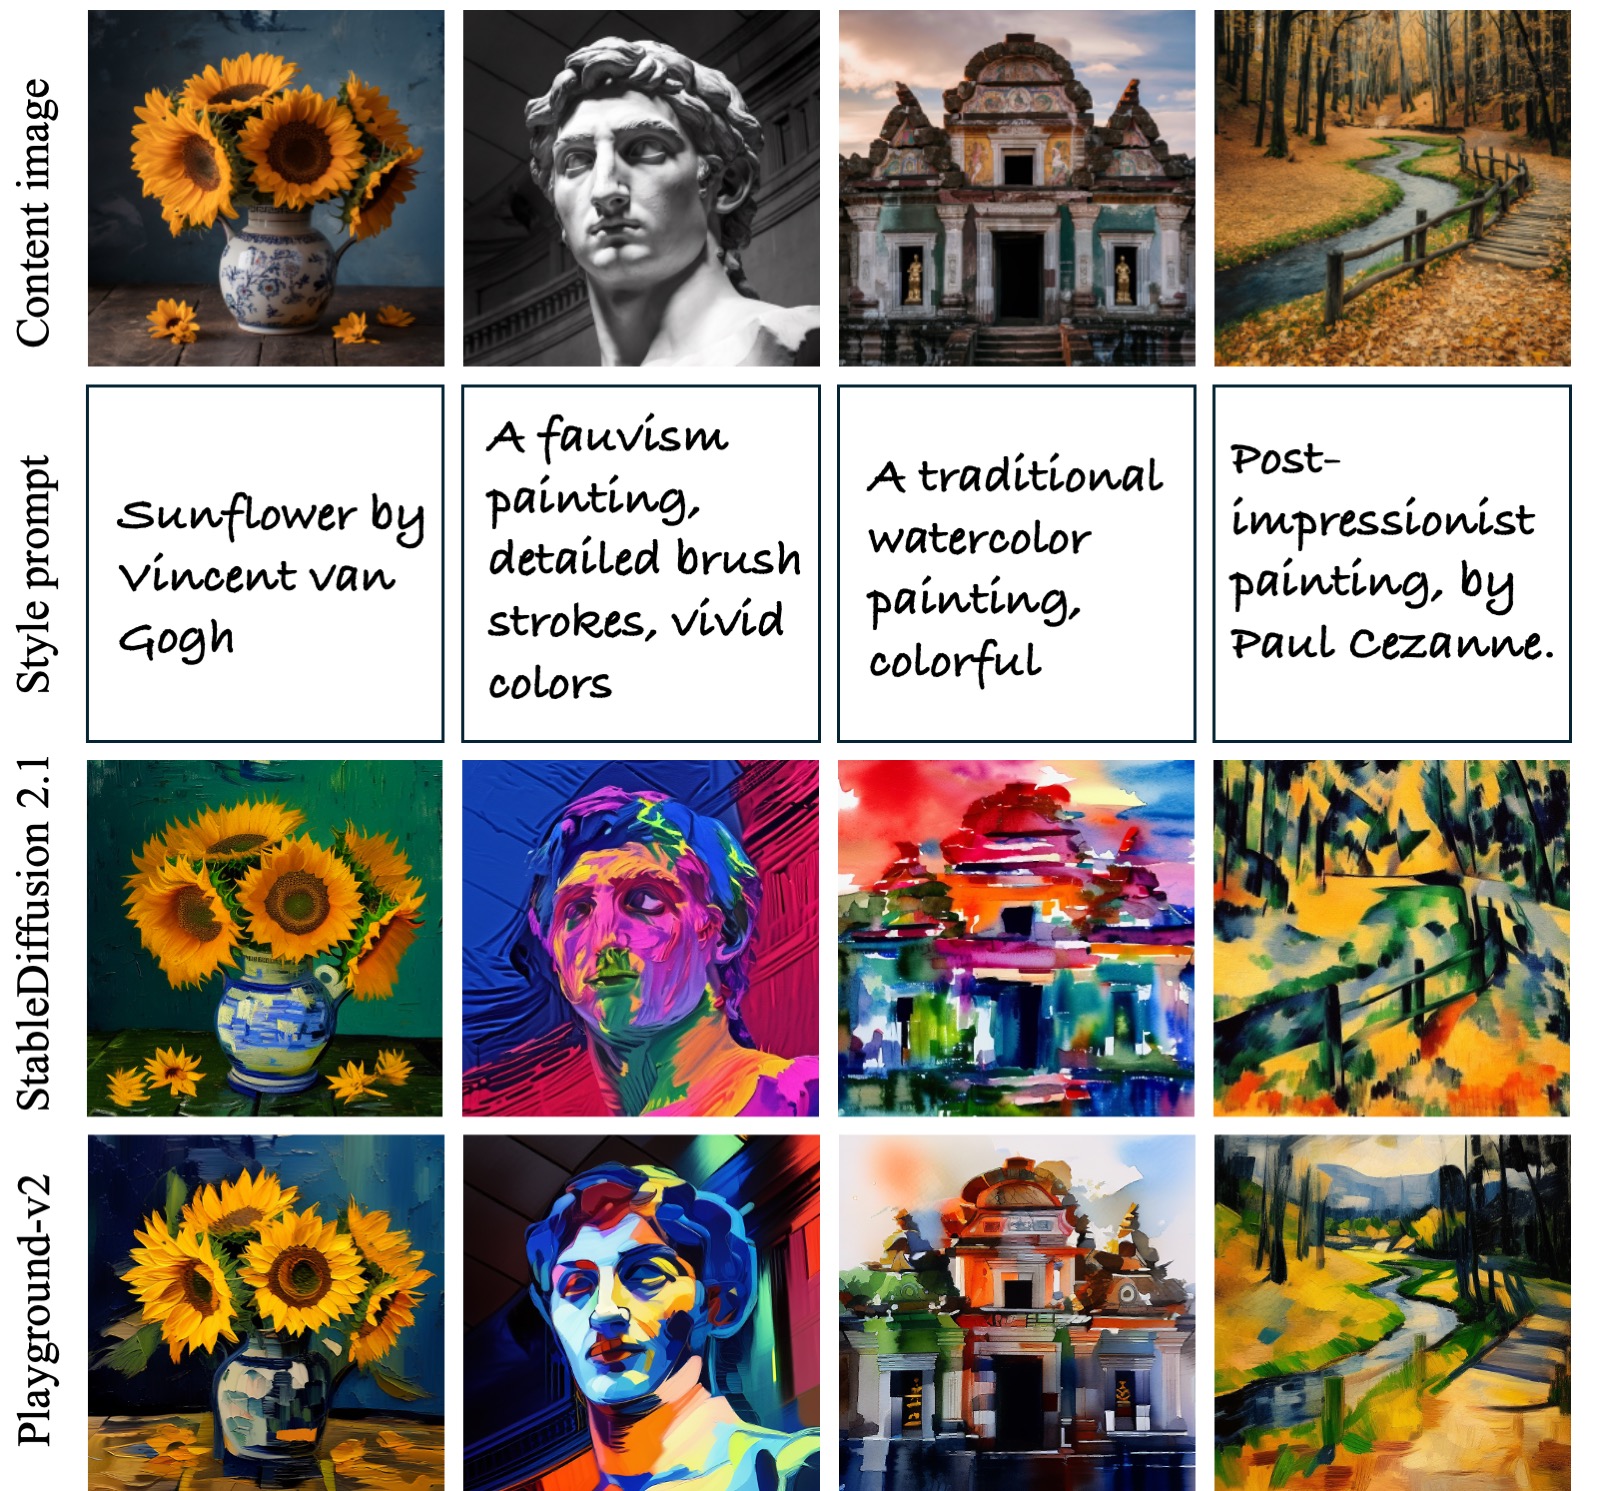 Content image
Style prompt
Sunflower by
Vincent van
Gogh
A fauvism
painting,
detailed brush
strokes, vivid
colors
A traditional
watercolor
painting,
colorful
Post-
impressionist
painting, by
Paul Cezanne.
StableDiffusion 2.1
Playground-v2